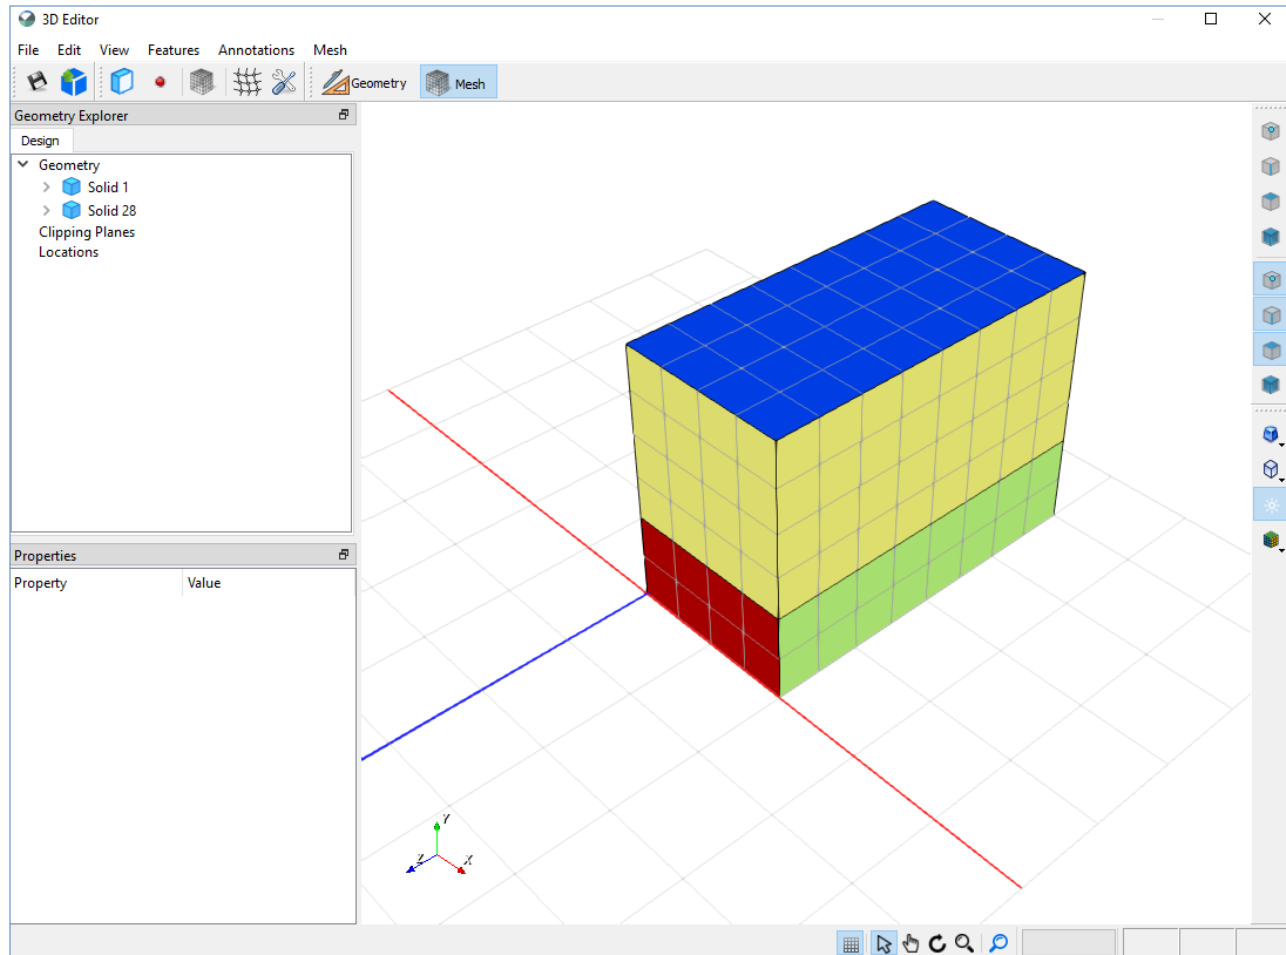 3D Editor
File Edit View Features Annotations Mesh
Geometry Mesh
Geometry Explorer
Design
Geometry
Solid 1
Solid 28
Clipping Planes
Locations
Properties
Property Value
Y
Z X